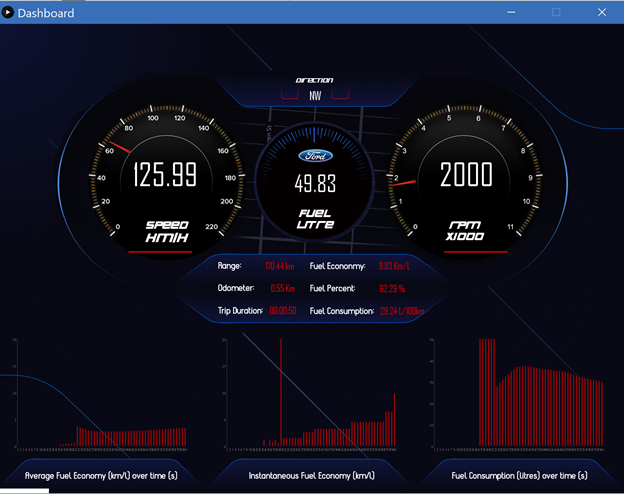 Dashboard
DIRECTION
NW
0
20
40
60
80
100
120
140
160
180
200
220
125.99
SPEED
HM/H
Ford
49.83
FUEL
LITRE
0
1
2
3
4
5
6
7
8
9
10
11
2000
RPM
X1000
Range: 120.44 km Fuel Econonmy: 9.83 Km/l
Odometer: 0.55 Km Fuel Percent: 62.29 %
Trip Duration: 00:00:50 Fuel Consumption: 26.24 l/100km
Average Fuel Economy (km/l) over time (s)
Instantaneous Fuel Economy (km/l)
Fuel Consumption (litres) over time (s)